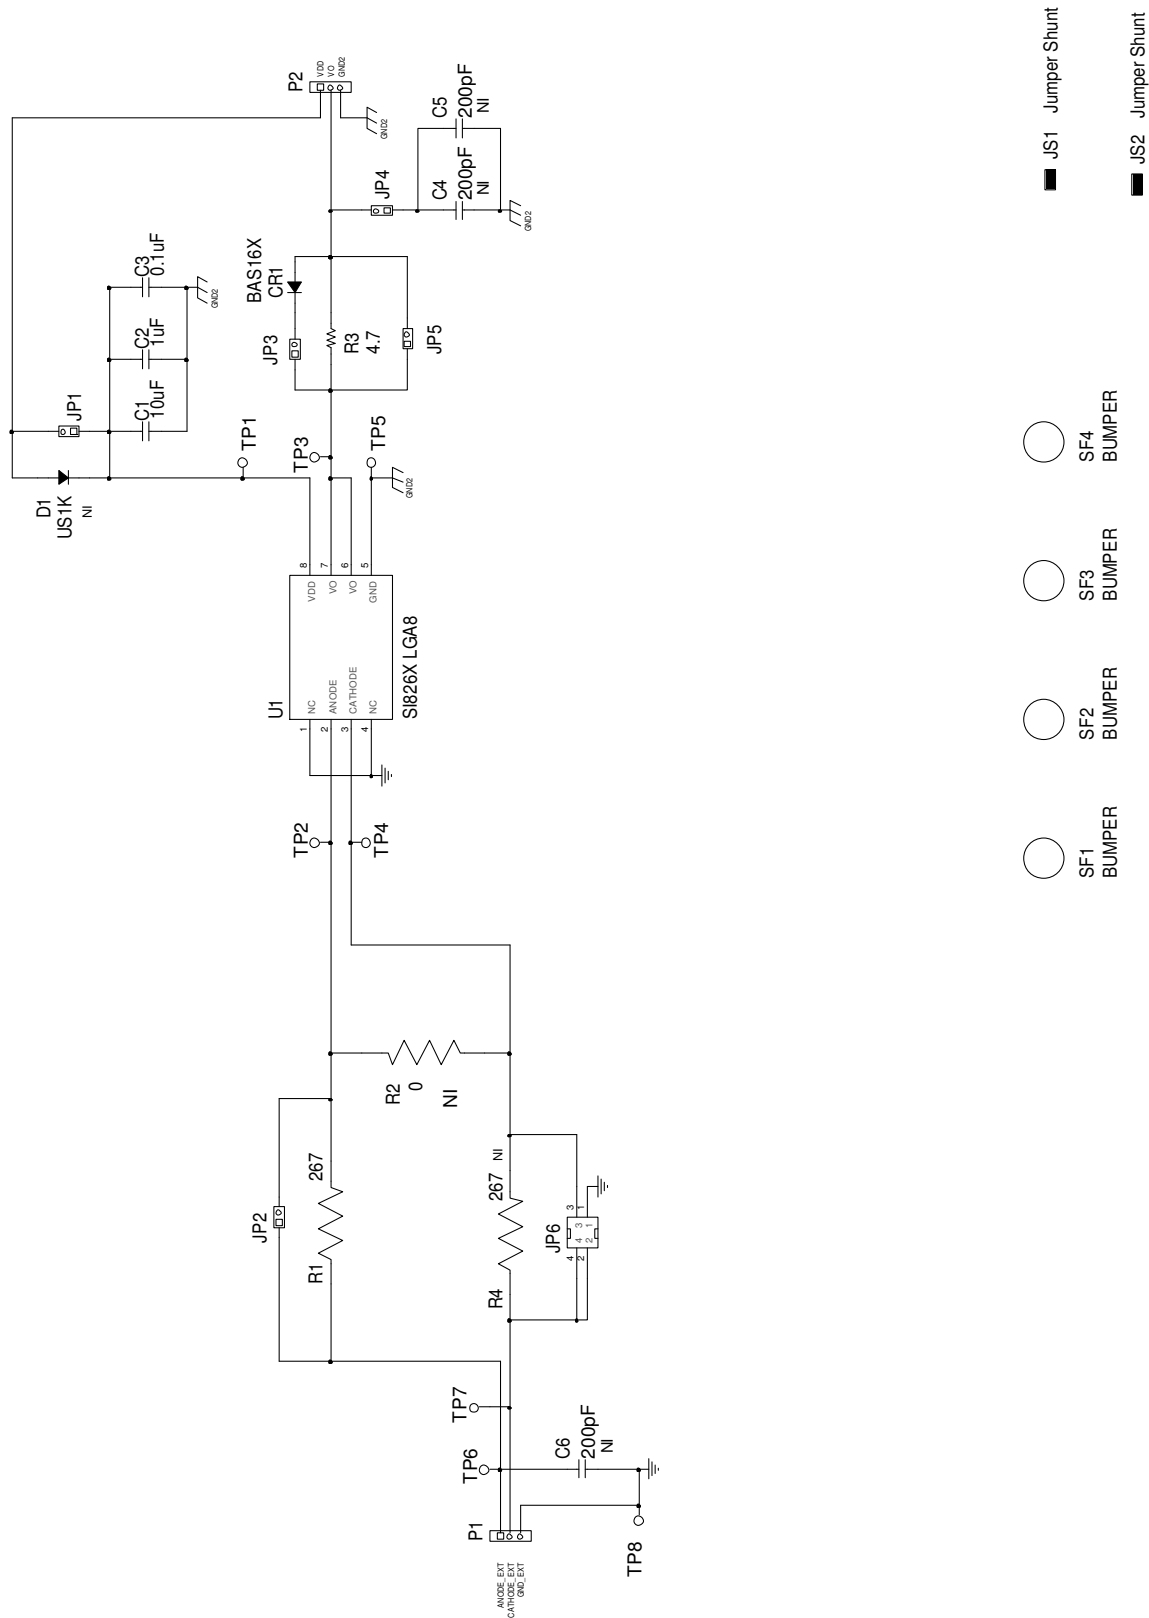 P2
VDD
VO
GND2
GND2
C5
200pF
NI
C4
200pF
NI
JP4
GND2
BAS16X
CR1
JP3
R3
4.7
JP5
C3
0.1uF
C2
1uF
C1
10uF
GND2
JP1
D1
US1K
NI
TP1
TP3
TP5
GND2
U1
8
7
6
5
VDD
VO
VO
GND
NC
ANODE
CATHODE
NC
1
2
3
4
SI826X LGA8
TP2
TP4
R2
0
NI
JP2
R1
267
R4
267
NI
JP6
3
1
3
1
4
2
4
2
TP7
TP6
C6
200pF
NI
P1
ANODE_EXT
CATHODE_EXT
GND_EXT
TP8
JS1 Jumper Shunt
JS2 Jumper Shunt
SF4
BUMPER
SF3
BUMPER
SF2
BUMPER
SF1
BUMPER